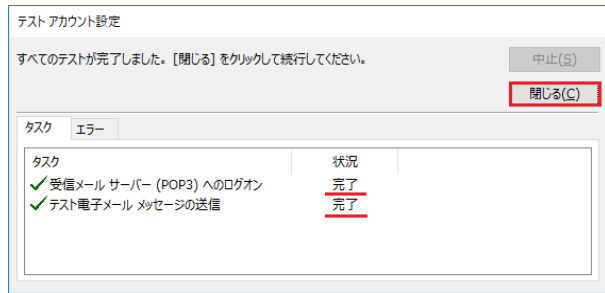 テスト アカウント設定
すべてのテストが完了しました。[閉じる] をクリックして続行してください。
中止(S)
閉じる(C)
タスク エラー
タスク 状況
受信メール サーバー (POP3) へのログオン 完了
テスト電子メール メッセージの送信 完了